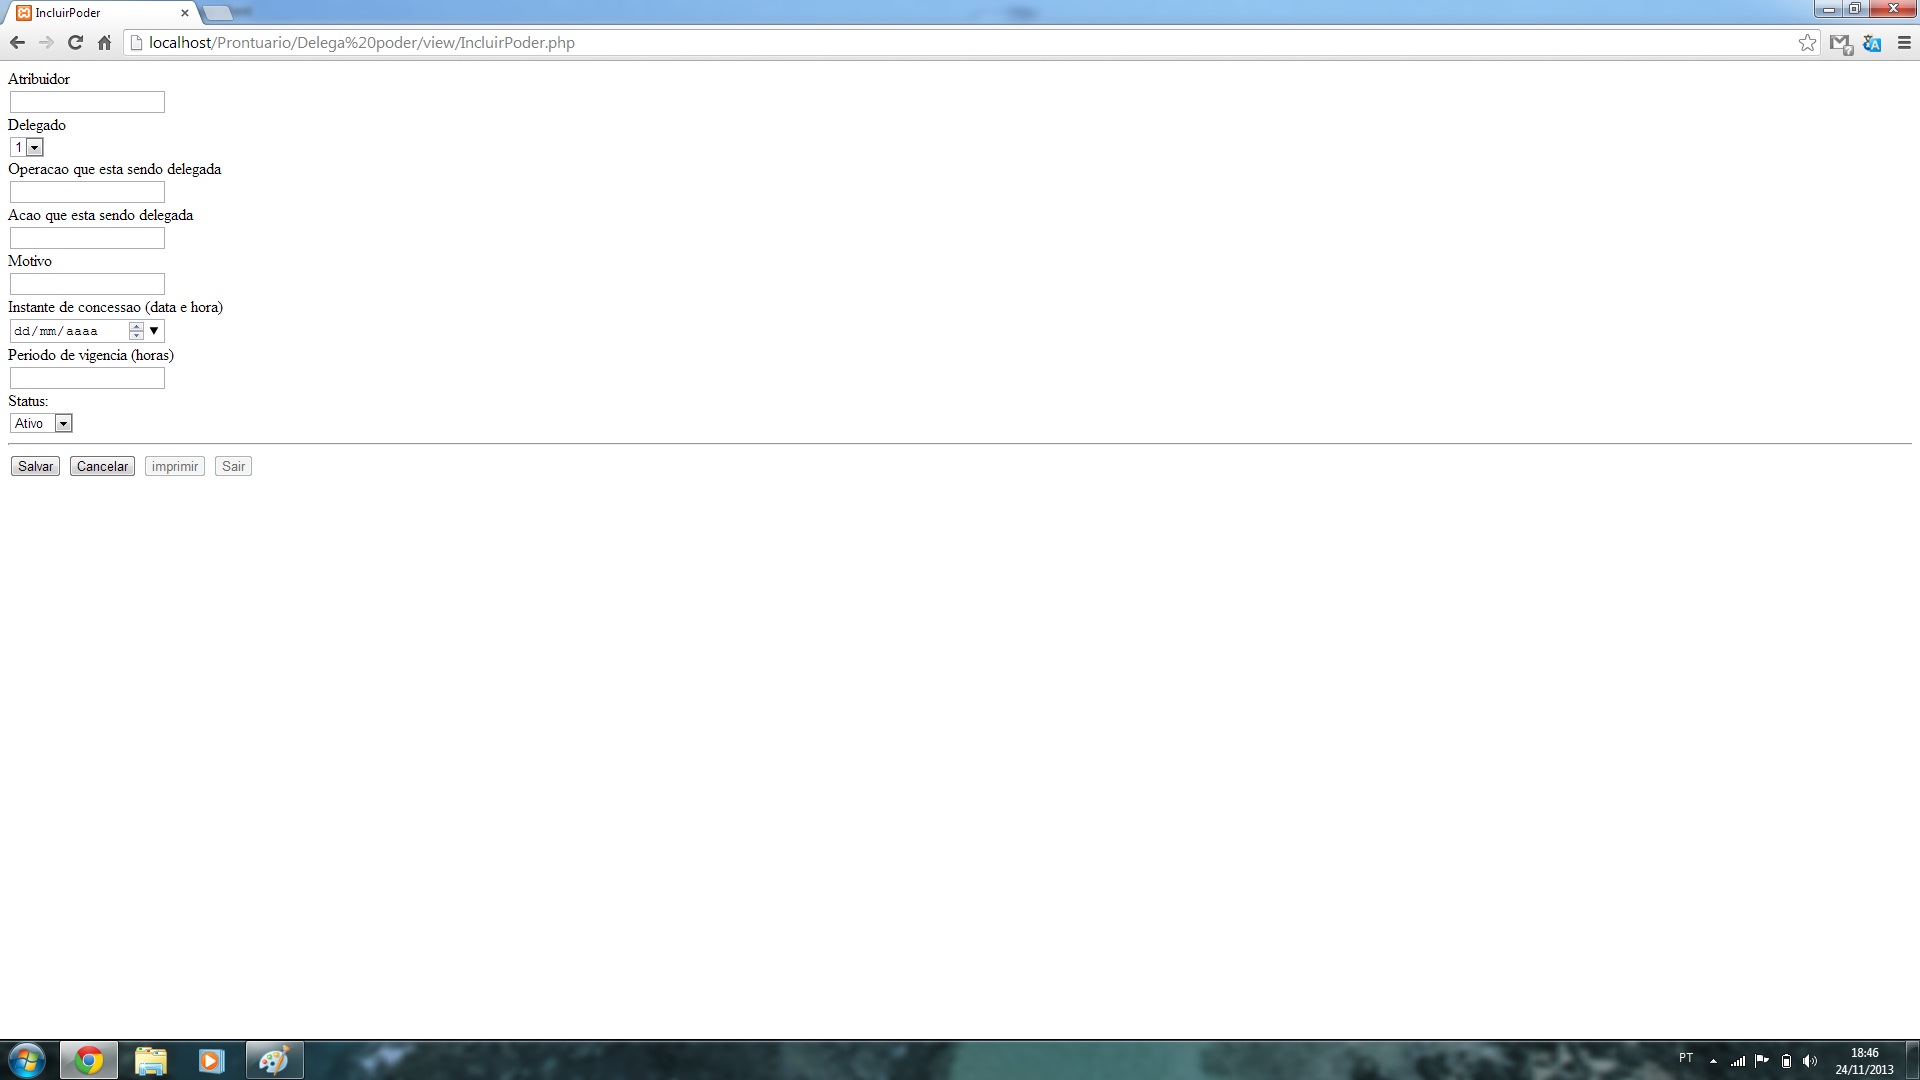 IncluirPoder
localhost/Prontuario/Delega%20poder/view/IncluirPoder.php
Atribuidor
Delegado
1
Operacao que esta sendo delegada
Acao que esta sendo delegada
Motivo
Instante de concessao (data e hora)
dd/mm/aaaa
Periodo de vigencia (horas)
Status:
Ativo
Salvar Cancelar imprimir Sair
PT
18:46
24/11/2013